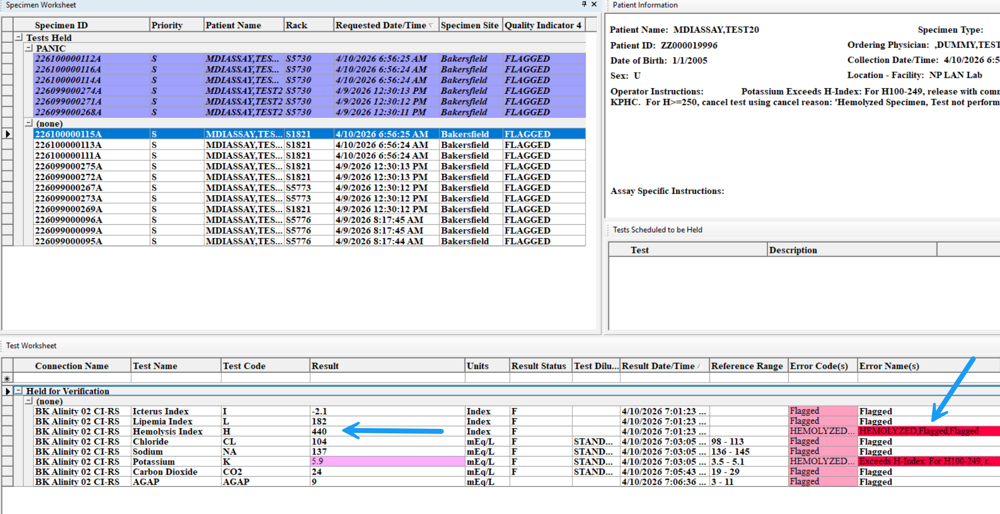 Specimen Worksheet
Specimen ID Priority Patient Name Rack Requested Date/Time Specimen Site Quality Indicator 4
Tests Held
PANIC
226100000112A S MDIASSAY,TES... S5730 4/10/2026 6:56:25 AM Bakersfield FLAGGED
226100000116A S MDIASSAY,TES... S5730 4/10/2026 6:56:24 AM Bakersfield FLAGGED
226100000114A S MDIASSAY,TES... S5730 4/10/2026 6:56:24 AM Bakersfield FLAGGED
226099000274A S MDIASSAY,TEST2 S5730 4/9/2026 12:30:13 PM Bakersfield FLAGGED
226099000271A S MDIASSAY,TEST2 S5730 4/9/2026 12:30:12 PM Bakersfield FLAGGED
226099000268A S MDIASSAY,TEST2 S5730 4/9/2026 12:30:11 PM Bakersfield FLAGGED
(none)
226100000115A S MDIASSAY,TES... S1821 4/10/2026 6:56:25 AM Bakersfield FLAGGED
226100000113A S MDIASSAY,TES... S1821 4/10/2026 6:56:24 AM Bakersfield FLAGGED
226100000111A S MDIASSAY,TES... S1821 4/10/2026 6:56:24 AM Bakersfield FLAGGED
226099000275A S MDIASSAY,TES... S1821 4/9/2026 12:30:13 PM Bakersfield FLAGGED
226099000272A S MDIASSAY,TES... S1821 4/9/2026 12:30:13 PM Bakersfield FLAGGED
226099000267A S MDIASSAY,TES... S5773 4/9/2026 12:30:12 PM Bakersfield FLAGGED
226099000273A S MDIASSAY,TES... S5773 4/9/2026 12:30:12 PM Bakersfield FLAGGED
226099000269A S MDIASSAY,TES... S1821 4/9/2026 12:30:12 PM Bakersfield FLAGGED
226099000096A S MDIASSAY,TES... S5776 4/9/2026 8:17:45 AM Bakersfield FLAGGED
226099000099A S MDIASSAY,TES... S5776 4/9/2026 8:17:45 AM Bakersfield FLAGGED
226099000095A S MDIASSAY,TES... S5776 4/9/2026 8:17:44 AM Bakersfield FLAGGED
Patient Information
Patient Name: MDIASSAY,TEST20 Specimen Type:
Patient ID: ZZ000019996 Ordering Physician: ,DUMMY,TEST
Date of Birth: 1/1/2005 Collection Date/Time: 4/10/2026 6:5
Sex: U Location - Facility: NP LAN Lab
Operator Instructions: Potassium Exceeds H-Index: For H100-249, release with comm
KPHC. For H>=250, cancel test using cancel reason: 'Hemolyzed Specimen, Test not perform
Assay Specific Instructions:
Tests Scheduled to be Held
Test Description
Test Worksheet
Connection Name Test Name Test Code Result Units Result Status Test Dilu... Result Date/Time Reference Range Error Code(s) Error Name(s)
Held for Verification
(none)
BK Alinity 02 CI-RS Icterus Index I -2.1 Index F 4/10/2026 7:01:23 ... Flagged Flagged
BK Alinity 02 CI-RS Lipemia Index L 182 Index F 4/10/2026 7:01:23 ... Flagged Flagged
BK Alinity 02 CI-RS Hemolysis Index H 440 Index F 4/10/2026 7:01:23 ... HEMOLYZED... HEMOLYZED,Flagged,Flagged
BK Alinity 02 CI-RS Chloride CL 104 mEq/L F STAND... 4/10/2026 7:03:05 ... 98 - 113 Flagged Flagged
BK Alinity 02 CI-RS Sodium NA 137 mEq/L F STAND... 4/10/2026 7:03:05 ... 136 - 145 Flagged Flagged
BK Alinity 02 CI-RS Potassium K 5.9 mEq/L F STAND... 4/10/2026 7:03:05 ... 3.5 - 5.1 HEMOLYZED... Exceeds H-Index: For H100-249, r...
BK Alinity 02 CI-RS Carbon Dioxide CO2 24 mEq/L F STAND... 4/10/2026 7:05:43 ... 19 - 29 Flagged Flagged
BK Alinity 02 CI-RS AGAP AGAP 9 mEq/L 4/10/2026 7:06:36 ... 3 - 11 Flagged Flagged